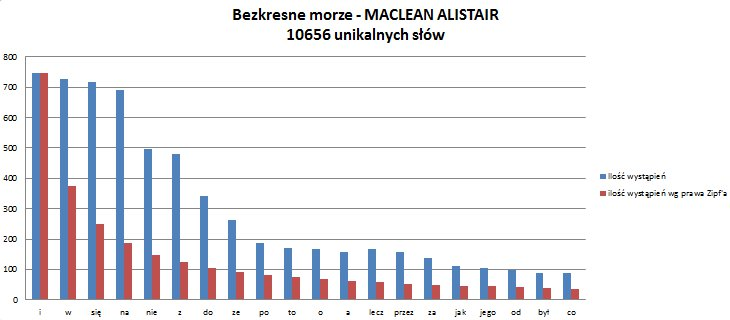 Bezkresne morze - MACLEAN ALISTAIR
10656 unikalnych słów
800
700
600
500
400
300
200
100
0
i w się na nie z do ze po to o a lecz przez za jak jego od był co
ilość wystąpień
ilość wystąpień wg prawa Zipf'a